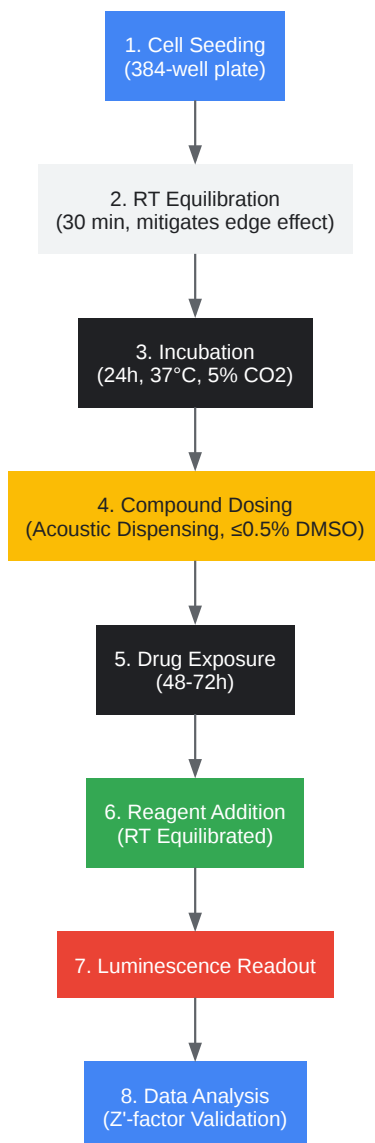 1. Cell Seeding
(384-well plate)
2. RT Equilibration
(30 min, mitigates edge effect)
3. Incubation
(24h, 37°C, 5% CO2)
4. Compound Dosing
(Acoustic Dispensing, ≤0.5% DMSO)
5. Drug Exposure
(48-72h)
6. Reagent Addition
(RT Equilibrated)
7. Luminescence Readout
8. Data Analysis
(Z'-factor Validation)